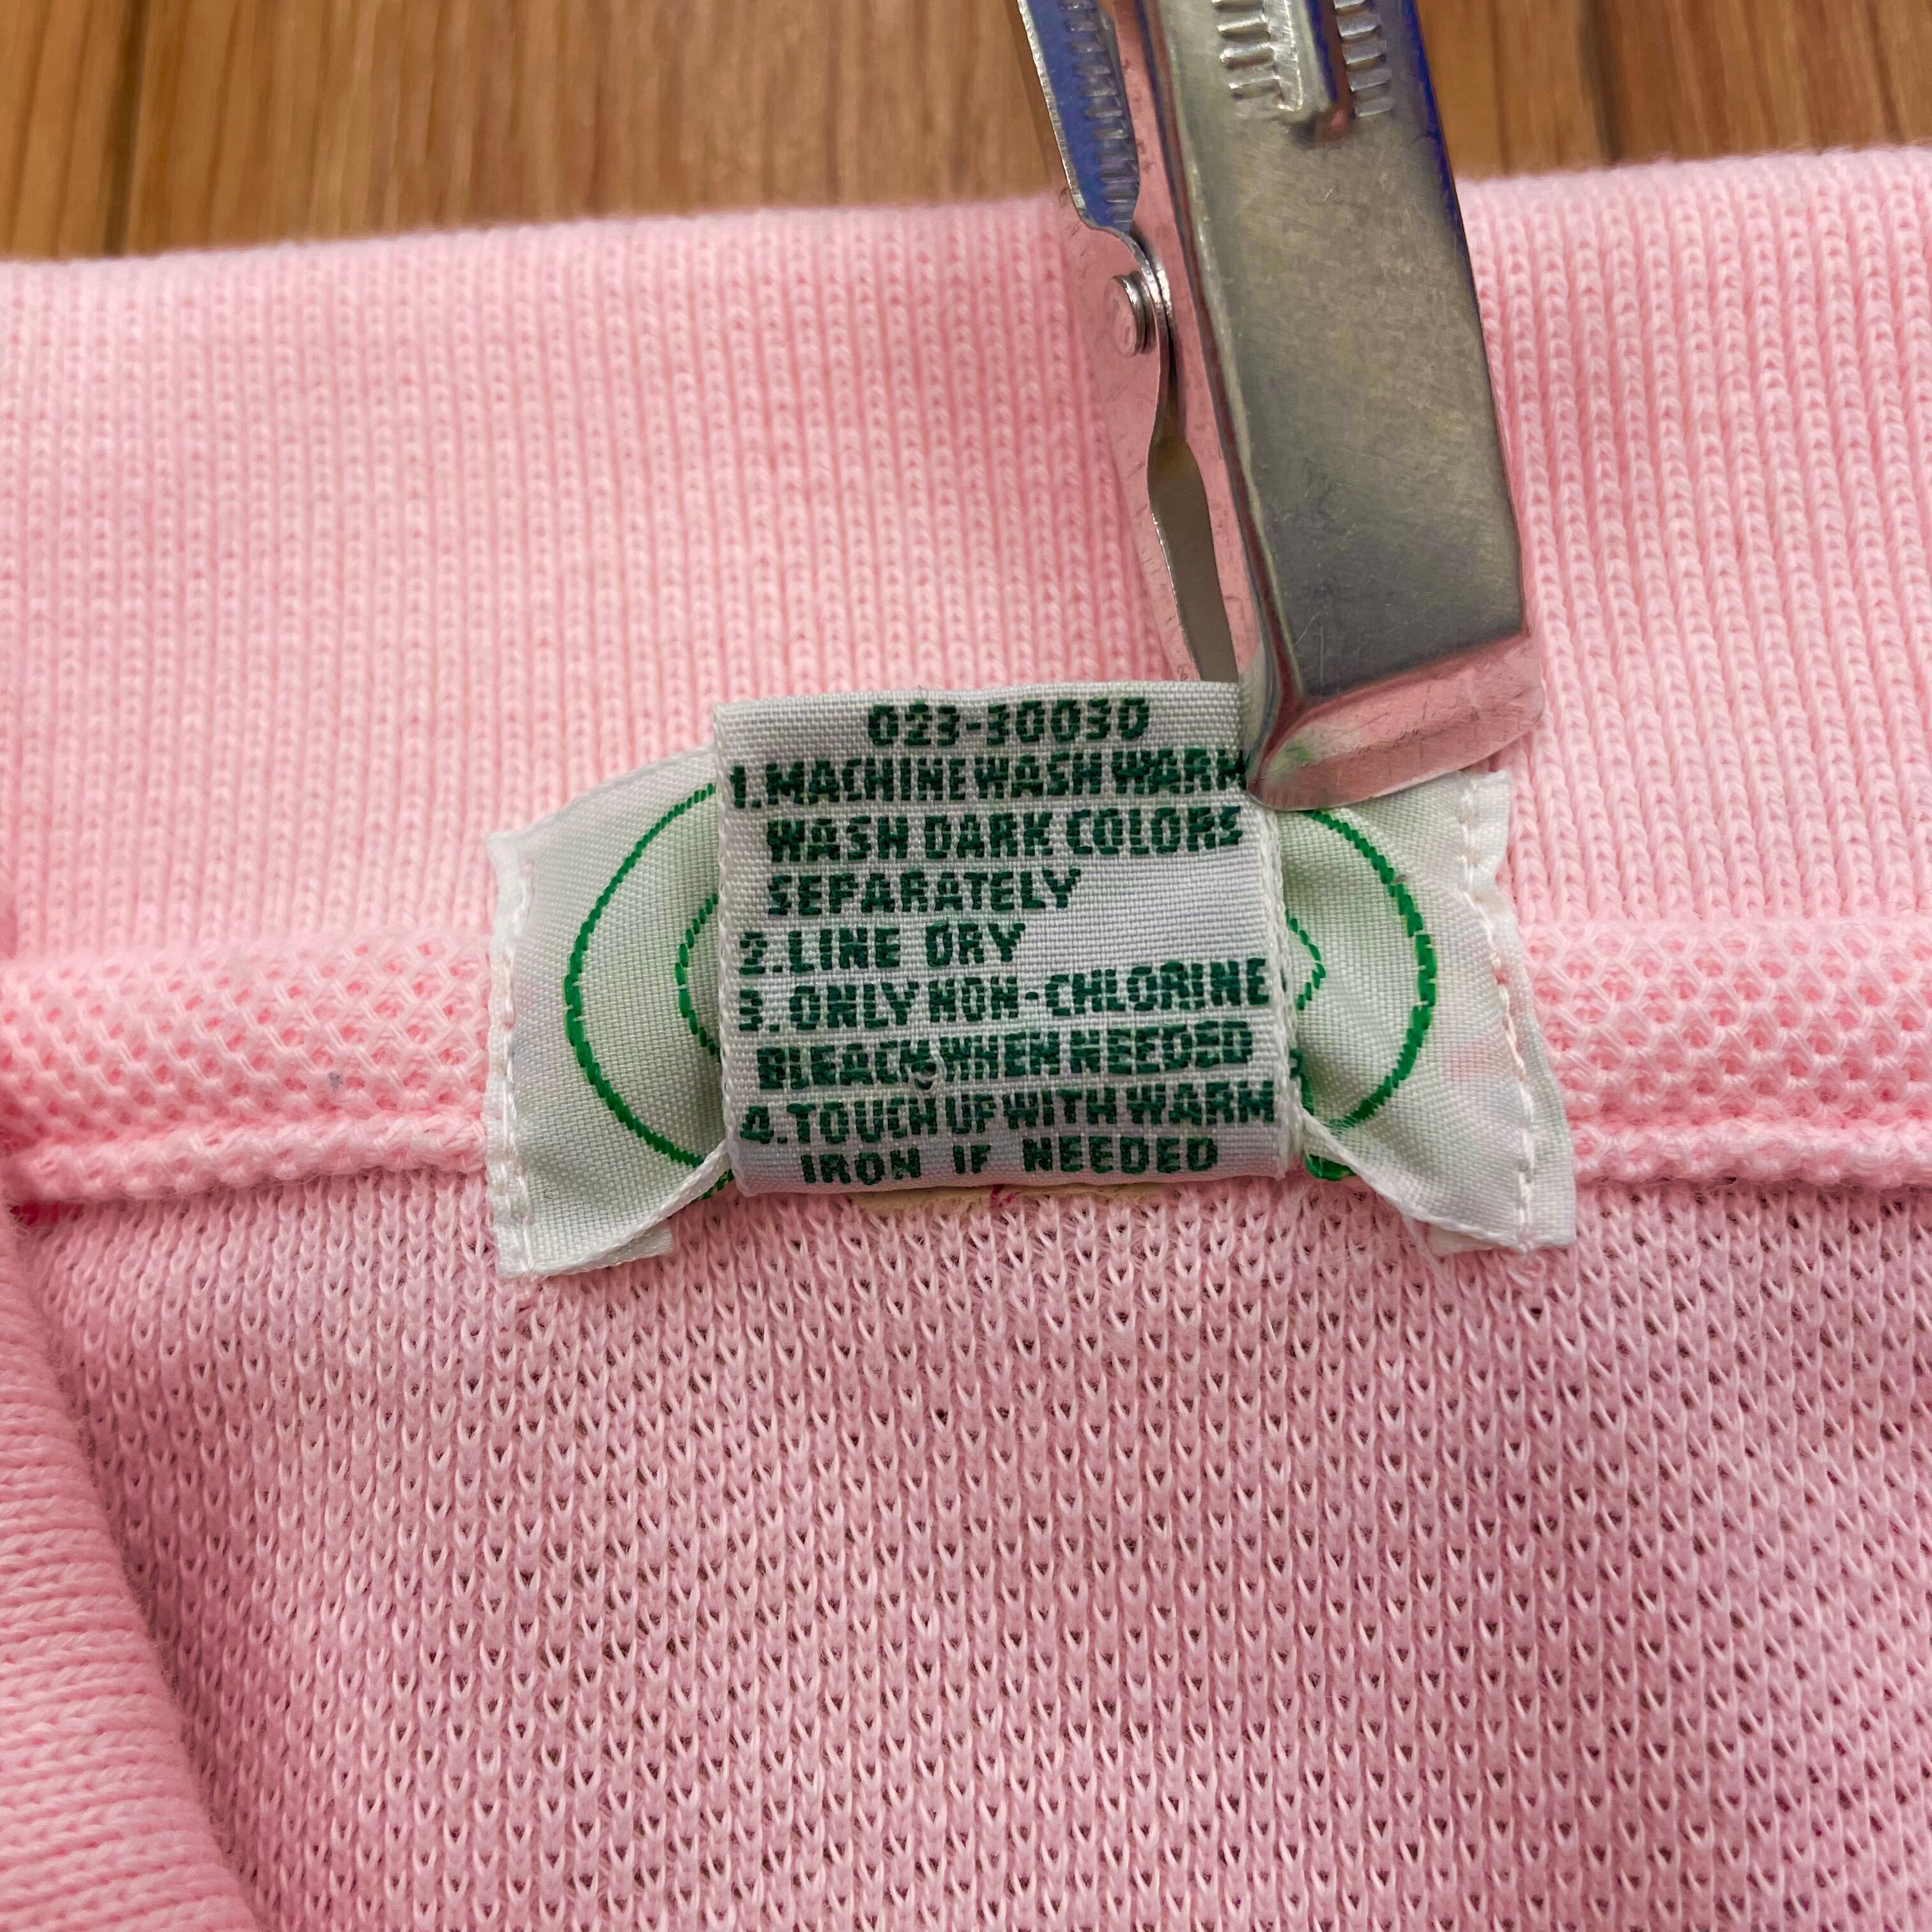 023-30030
1. MACHINE WASH WARM
WASH DARK COLORS
SEPARATELY
2. LINE DRY
3. ONLY NON-CHLORINE
BLEACH WHEN NEEDED
4. TOUCH UP WITH WARM
IRON IF NEEDED